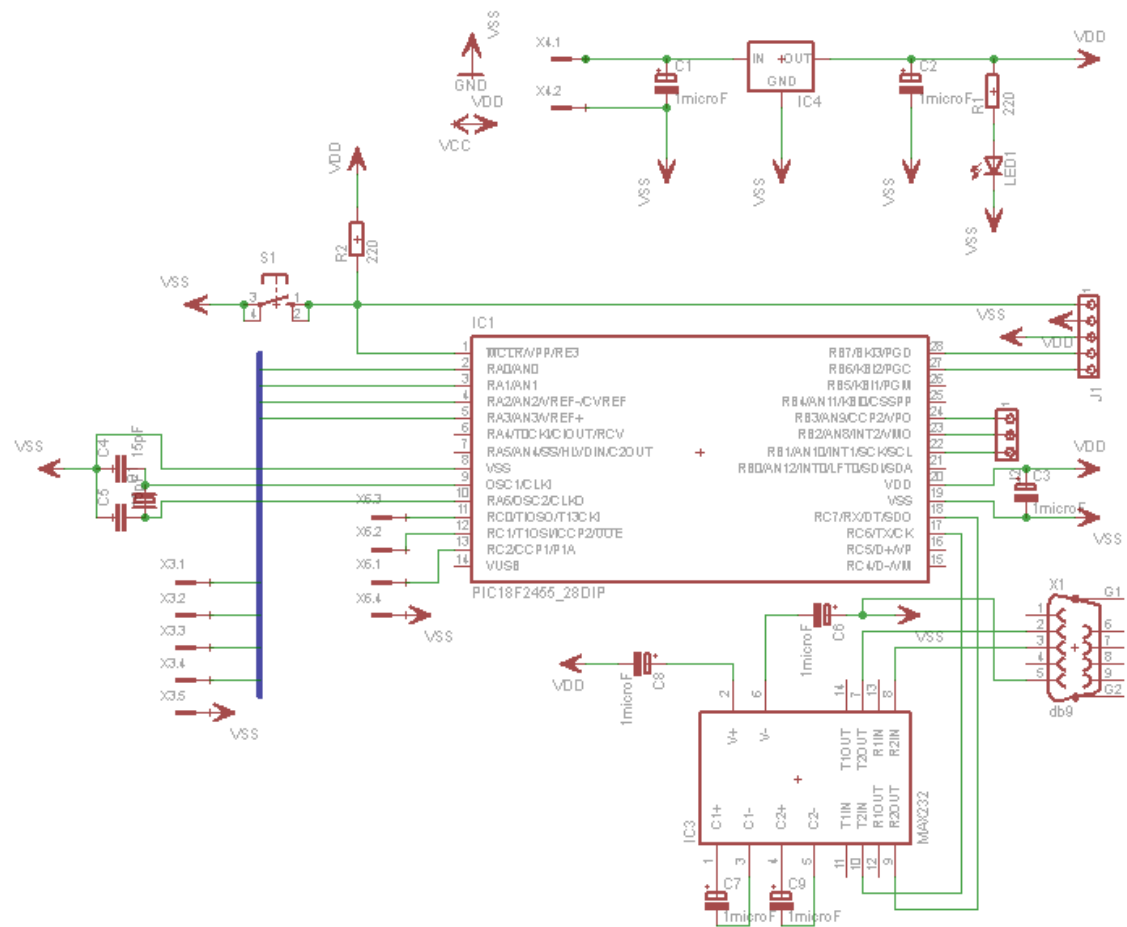 VSS
GND
VDD
VCC
X4.1
X4.2
C1
1microF
VSS
IN
OUT
GND
IC4
VSS
C2
1microF
VSS
VDD
R1
220
LED1
VSS
VDD
R2
220
VSS
S1
3
1
4
2
1
VSS
VDD
J1
IC1
1
MCLR/VPP/RE3
2
RA0/AN0
3
RA1/AN1
4
RA2/AN2/VREF-/CVREF
5
RA3/AN3/VREF+
6
RA4/T0CKI/C1OUT/RCV
7
RA5/AN4/SS/HLVDIN/C2OUT
8
VSS
9
OSC1/CLKI
10
RA6/OSC2/CLKO
11
RC0/T1OSO/T13CKI
12
RC1/T1OSI/CCP2/UOE
13
RC2/CCP1/P1A
14
VUSB
RB7/KBI3/PGD
28
RB6/KBI2/PGC
27
RB5/KBI1/PGM
26
RB4/AN11/KBI0/CSSPP
25
RB3/AN9/CCP2/VPO
24
RB2/AN8/INT2/VMO
23
RB1/AN10/INT1/SCK/SCL
22
RB0/AN12/INT0/LFT0/SDI/SDA
21
VDD
20
VSS
19
RC7/RX/DT/SDO
18
RC6/TX/CK
17
RC5/D+/VP
16
RC4/D-/VM
15
PIC18F2455_28DIP
1
J2
VDD
C3
1microF
VSS
VSS
C4
15pF
C5
X6.3
X6.2
X6.1
X6.4
VSS
X3.1
X3.2
X3.3
X3.4
X3.5
VSS
VDD
C8
1microF
C6
1microF
VSS
X1
G1
1
2
3
4
5
6
7
8
9
G2
db9
2
6
14
7
13
8
V+
V-
T1OUT
T2OUT
R1IN
R2IN
C1+
C1-
C2+
C2-
T1IN
T2IN
R1OUT
R2OUT
IC3
MAX232
1
3
4
5
11
10
12
9
C7
1microF
C9
1microF